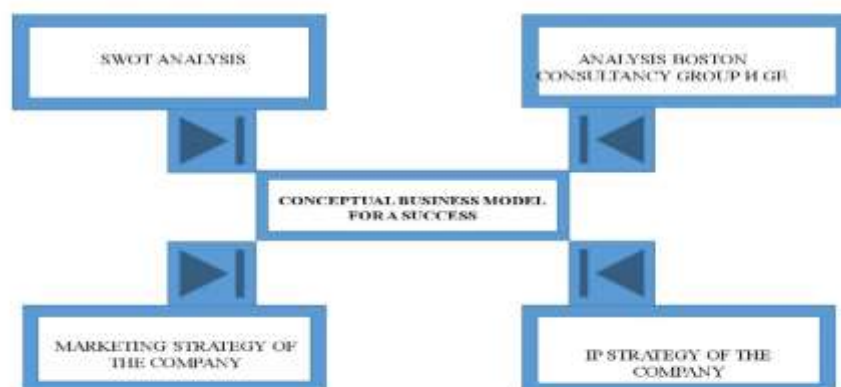 SWOT ANALYSIS
ANALYSIS BOSTON
CONSULTANCY GROUP И GE
CONCEPTUAL BUSINESS MODEL
FOR A SUCCESS
MARKETING STRATEGY OF
THE COMPANY
IP STRATEGY OF THE
COMPANY